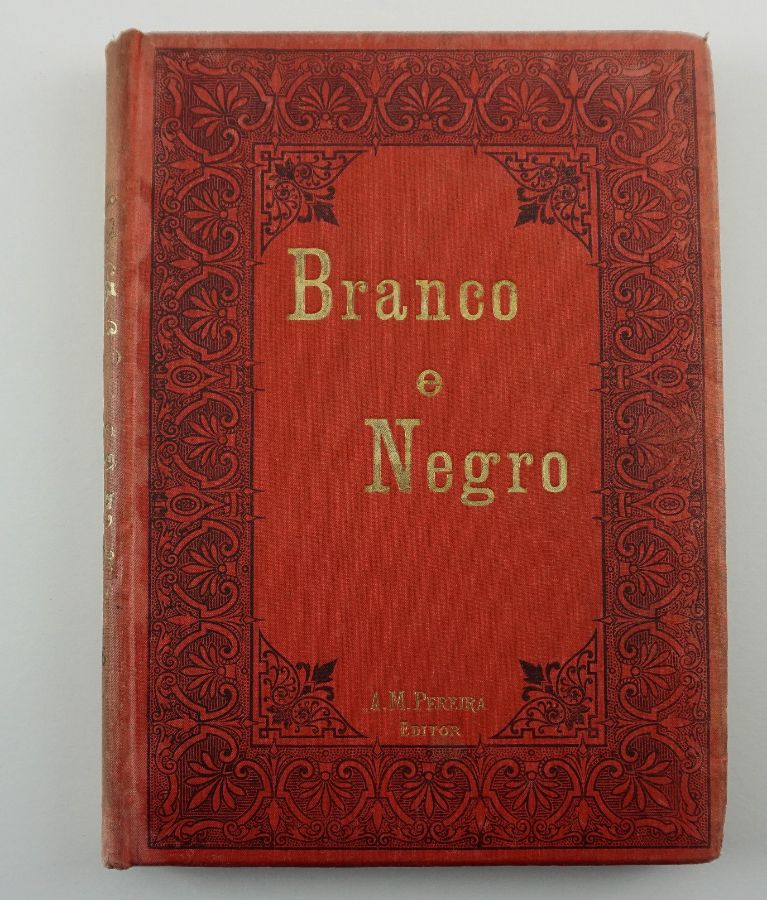 Branco
e
Negro
A. M. PEREIRA
EDITOR